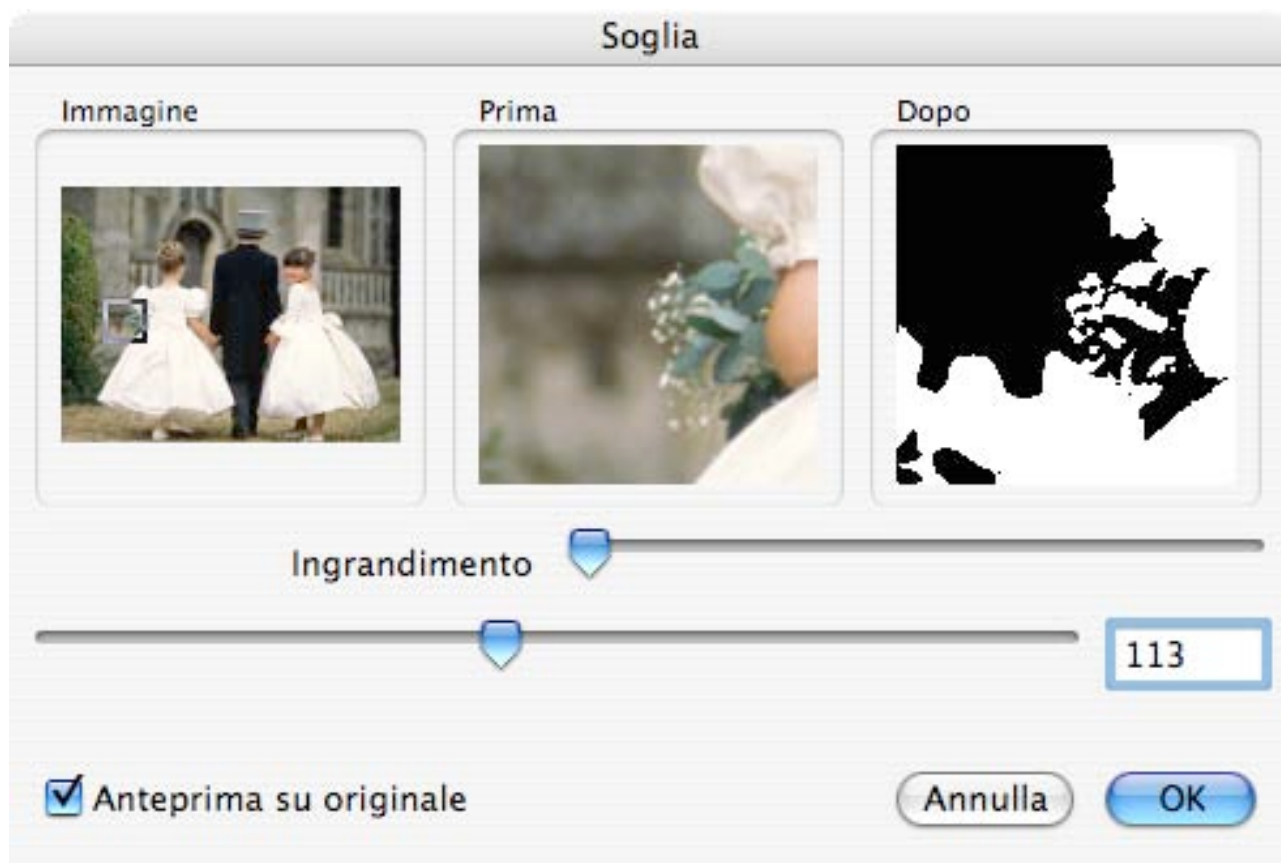 Soglia
Immagine
Prima
Dopo
Ingrandimento
113
Anteprima su originale
Annulla
OK